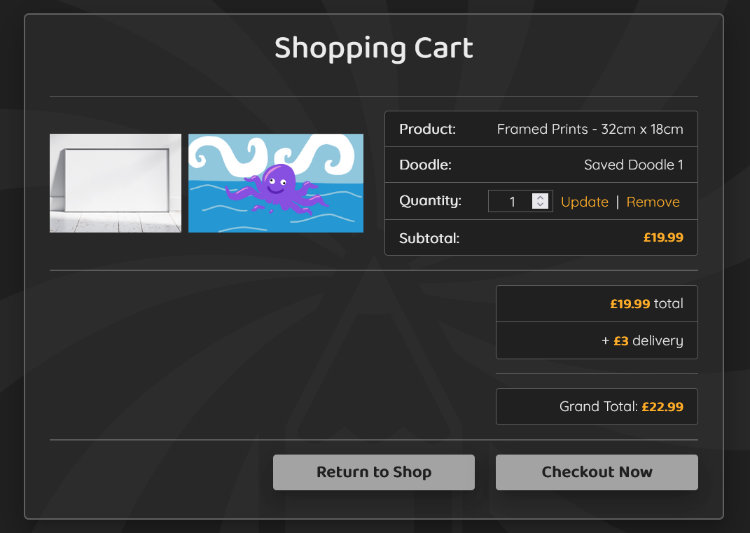 Shopping Cart
Product: Framed Prints - 32cm x 18cm
Doodle: Saved Doodle 1
Quantity: 1 Update | Remove
Subtotal: £19.99
£19.99 total
+ £3 delivery
Grand Total: £22.99
Return to Shop Checkout Now